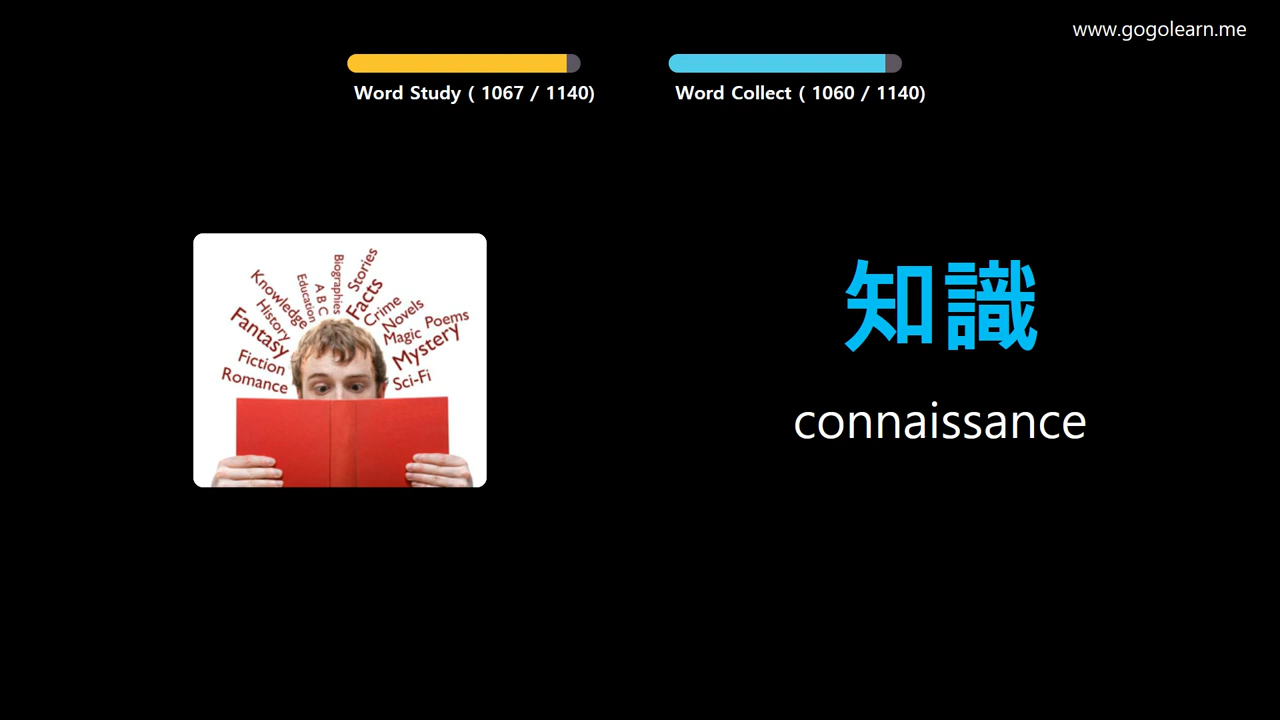 www.gogolearn.me
Word Study ( 1067 / 1140)
Word Collect ( 1060 / 1140)
Knowledge
History
Fantasy
Fiction
Romance
Education
A B C
Biographies
Stories
Facts
Crime
Novels
Magic
Poems
Mystery
Sci-Fi
知識
connaissance